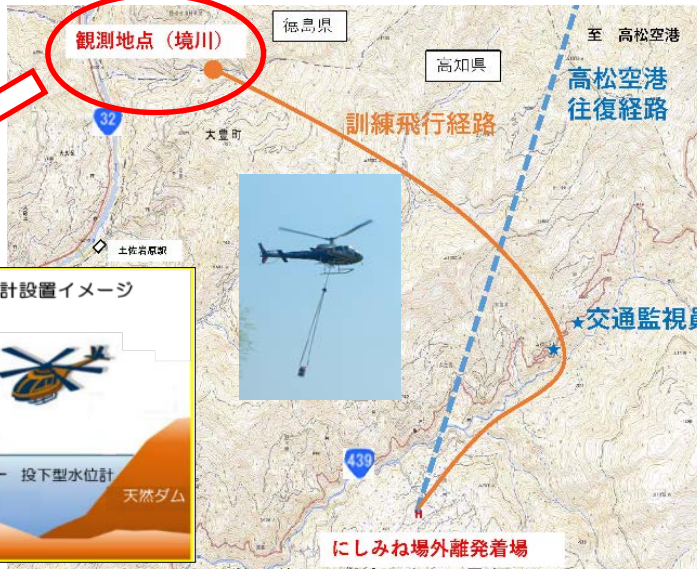 観測地点（境川）
徳島県
至 高松空港
高知県
高松空港
往復経路
訓練飛行経路
32
大豊町
土佐岩原駅
計設置イメージ
★交通監視員
投下型水位計
天然ダム
439
H
にしみね場外離発着場